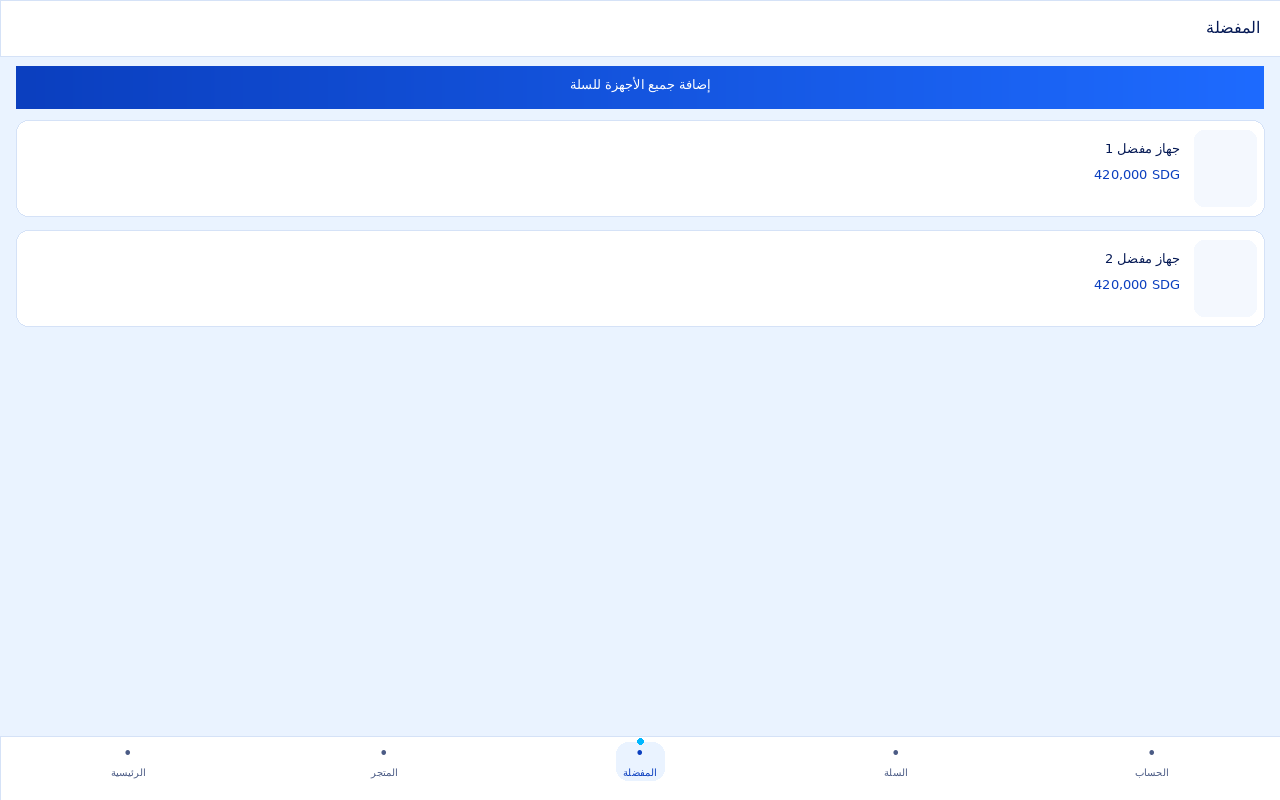 المفضلة
إضافة جميع الأجهزة للسلة
جهاز مفضل 1
420,000 SDG
جهاز مفضل 2
420,000 SDG
الحساب
السلة
المفضلة
المتجر
الرئيسية